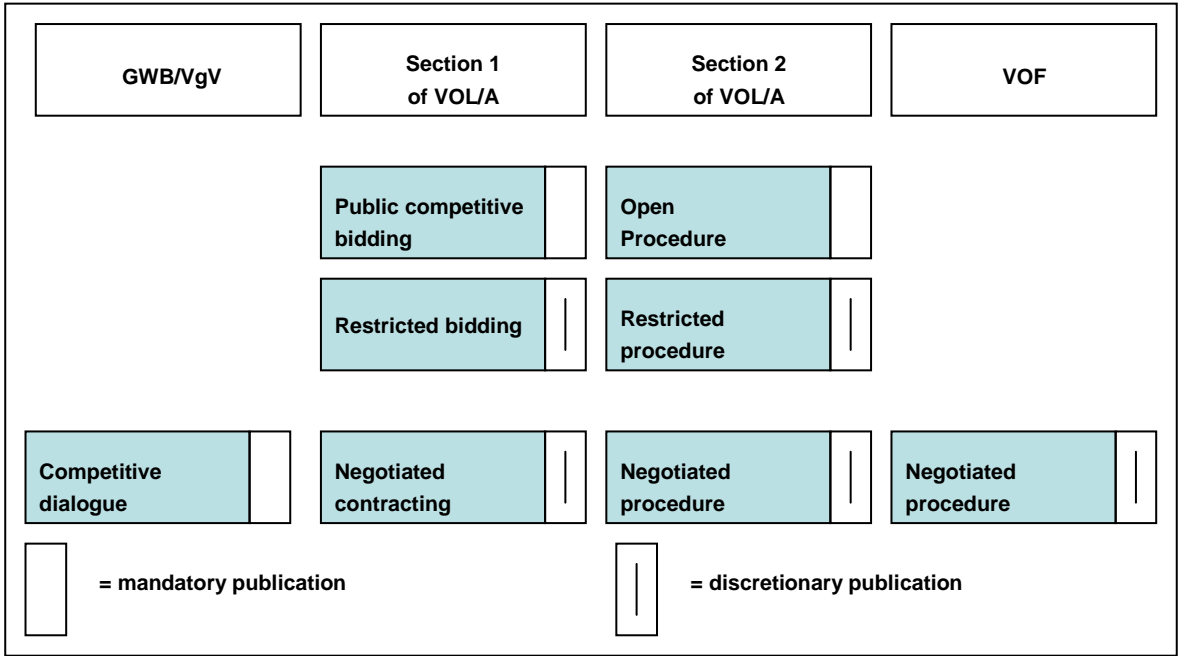 GWB/VgV
Section 1
of VOL/A
Section 2
of VOL/A
VOF
Public competitive
bidding
Open
Procedure
Restricted bidding
Restricted
procedure
Competitive
dialogue
Negotiated
contracting
Negotiated
procedure
Negotiated
procedure
= mandatory publication
= discretionary publication